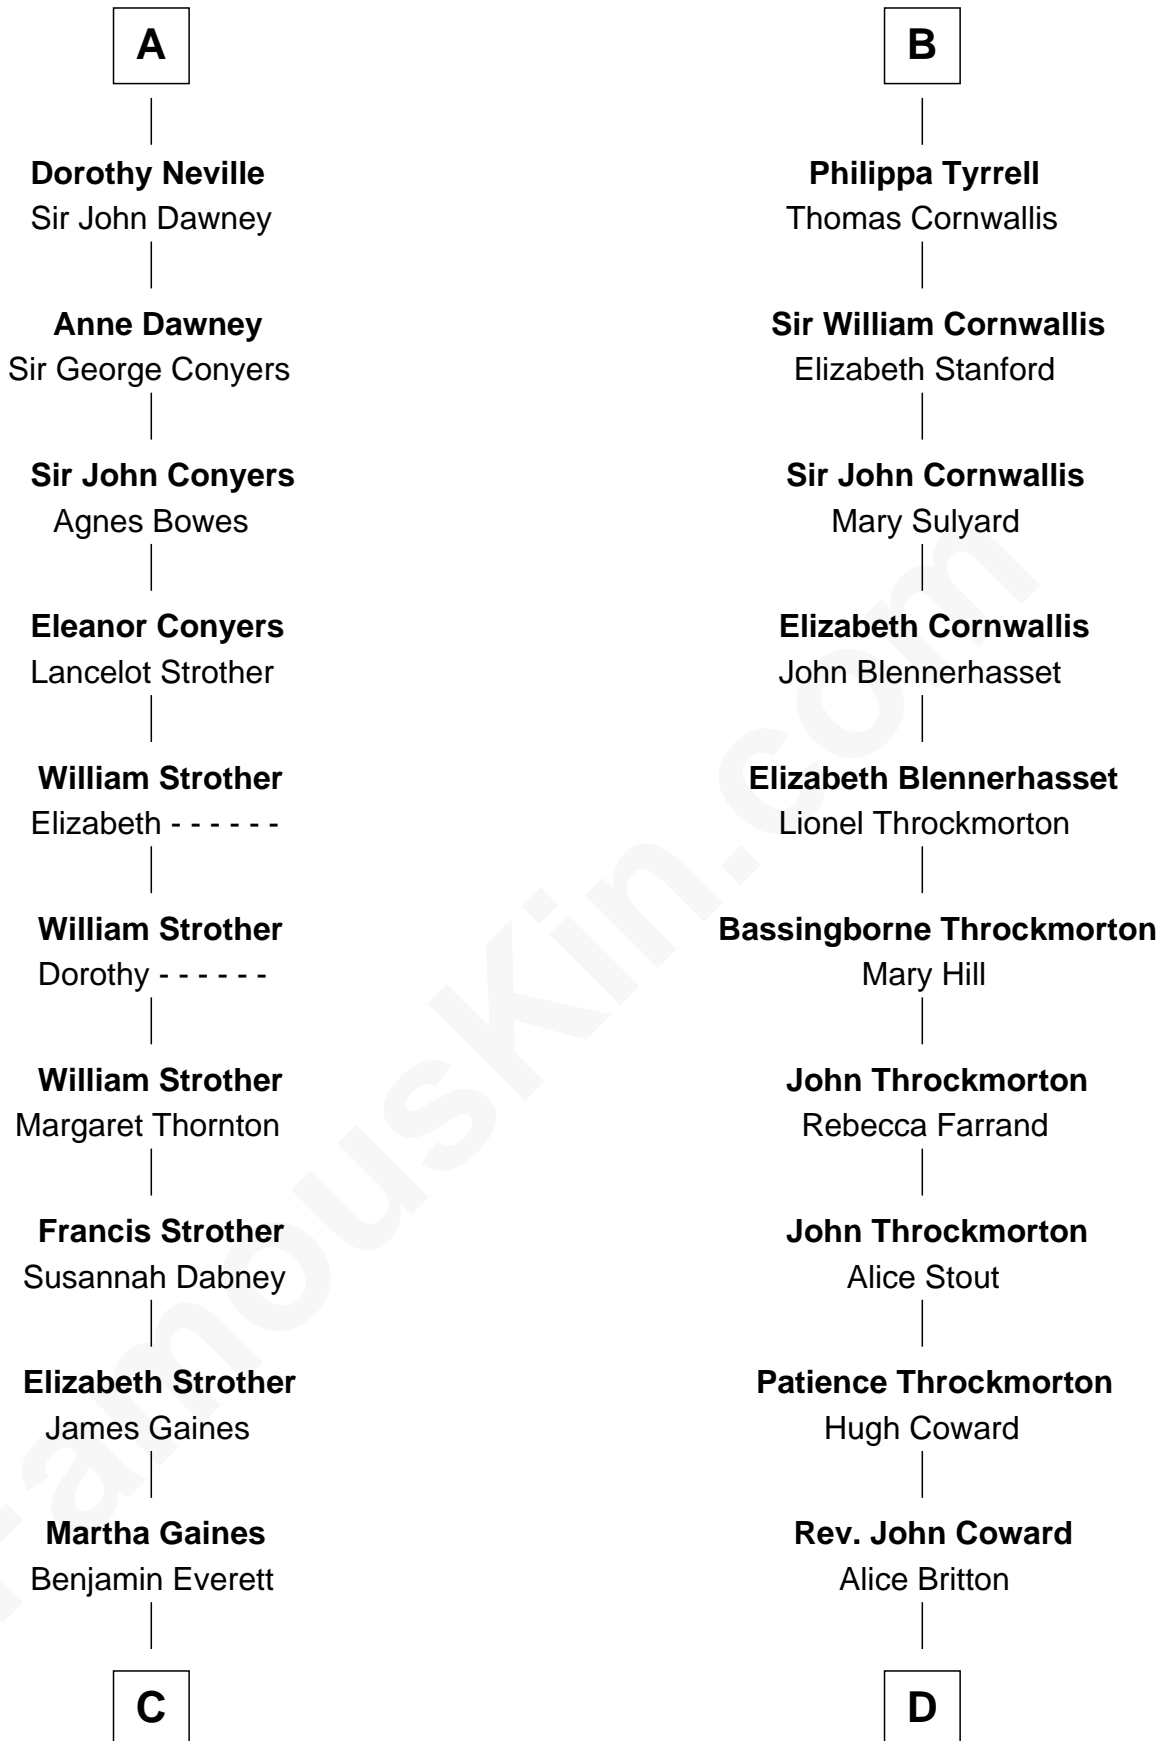 A
Dorothy Neville
Sir John Dawney
Anne Dawney
Sir George Conyers
Sir John Conyers
Agnes Bowes
Eleanor Conyers
Lancelot Strother
William Strother
Elizabeth - - - - - -
William Strother
Dorothy - - - - - -
William Strother
Margaret Thornton
Francis Strother
Susannah Dabney
Elizabeth Strother
James Gaines
Martha Gaines
Benjamin Everett
C
B
Philippa Tyrrell
Thomas Cornwallis
Sir William Cornwallis
Elizabeth Stanford
Sir John Cornwallis
Mary Sulyard
Elizabeth Cornwallis
John Blennerhasset
Elizabeth Blennerhasset
Lionel Throckmorton
Bassingborne Throckmorton
Mary Hill
John Throckmorton
Rebecca Farrand
John Throckmorton
Alice Stout
Patience Throckmorton
Hugh Coward
Rev. John Coward
Alice Britton
D
FamousKin.com